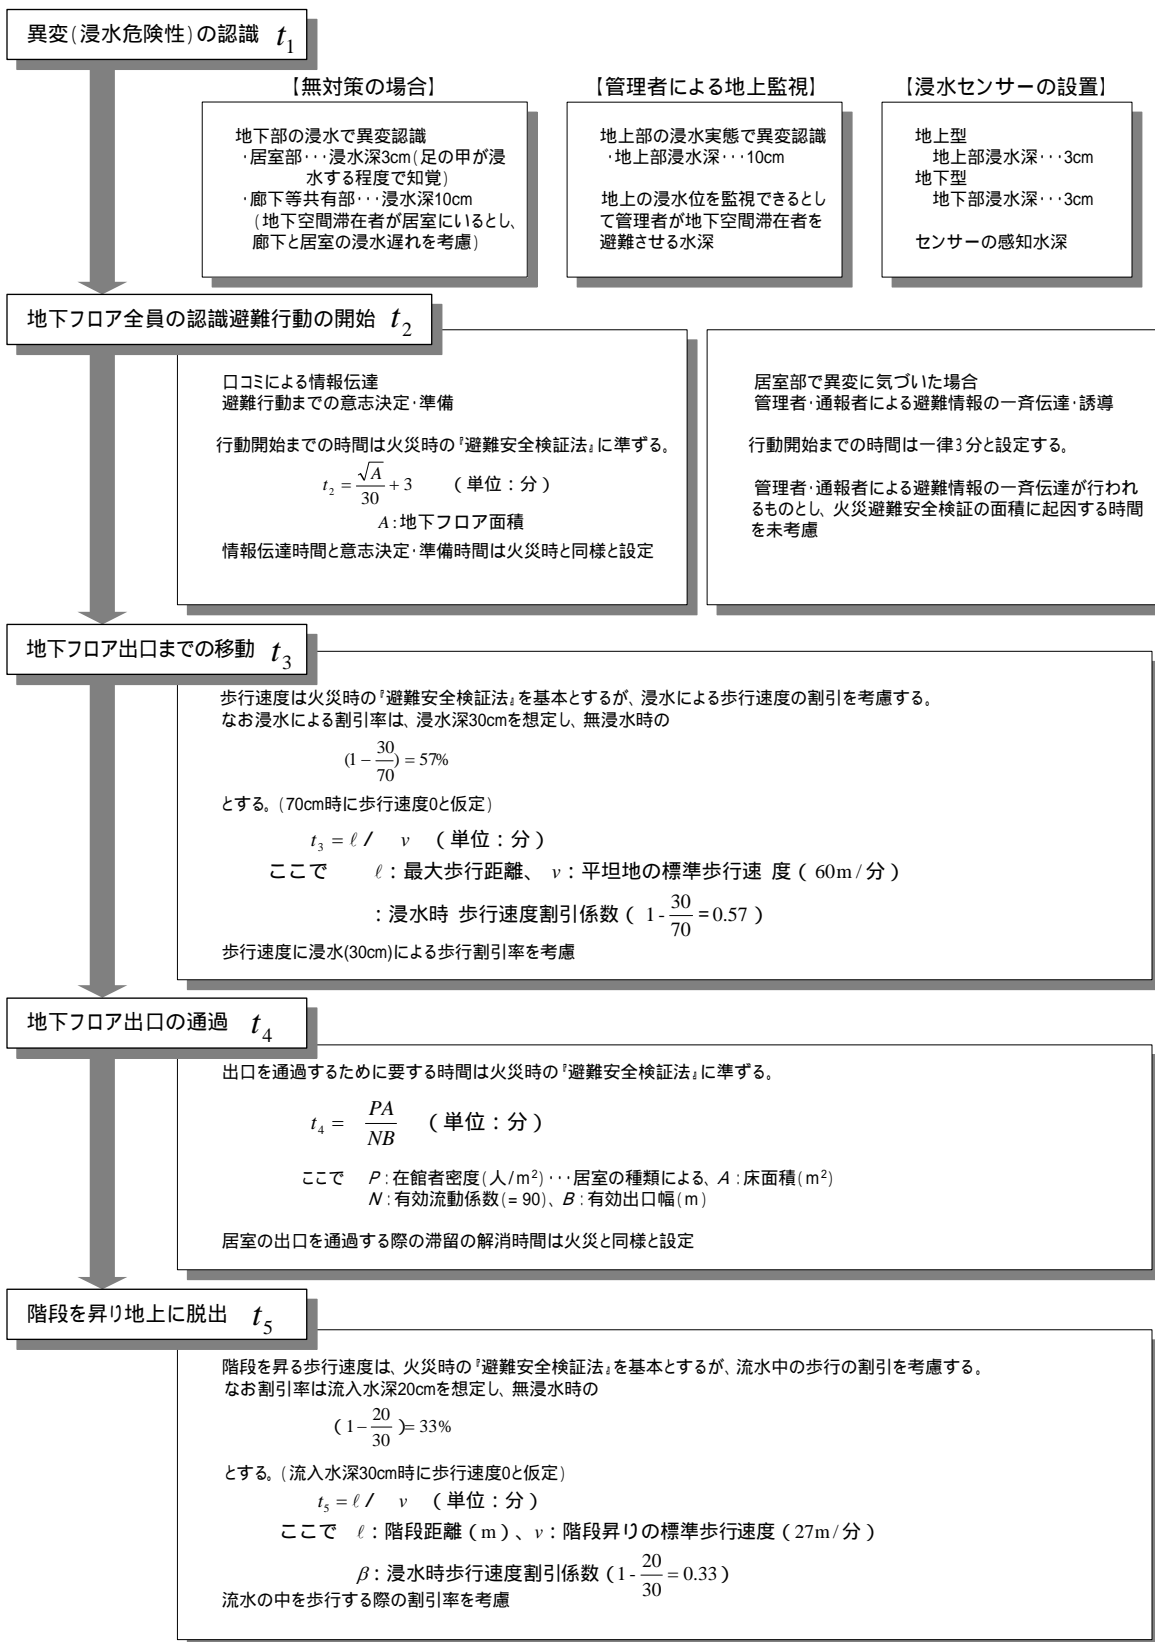 異変(浸水危険性)の認識 t1
【無対策の場合】
地下部の浸水で異変認識
・居室部・・・浸水深3cm(足の甲が浸
水する程度で知覚)
・廊下等共有部・・・浸水深10cm
(地下空間滞在者が居室にいるとし、
廊下と居室の浸水遅れを考慮)
【管理者による地上監視】
地上部の浸水実態で異変認識
・地上部浸水深・・・10cm
地上の浸水位を監視できるとし
て管理者が地下空間滞在者を
避難させる水深
【浸水センサーの設置】
地上型
地上部浸水深・・・3cm
地下型
地下部浸水深・・・3cm
センサーの感知水深
地下フロア全員の認識避難行動の開始 t2
口コミによる情報伝達
避難行動までの意志決定・準備
行動開始までの時間は火災時の『避難安全検証法』に準ずる。
t2 = √A/30 + 3 (単位：分)
A:地下フロア面積
情報伝達時間と意志決定・準備時間は火災時と同様と設定
居室部で異変に気づいた場合
管理者・通報者による避難情報の一斉伝達・誘導
行動開始までの時間は一律3分と設定する。
管理者・通報者による避難情報の一斉伝達が行われ
るものとし、火災避難安全検証の面積に起因する時間
を未考慮
地下フロア出口までの移動 t3
歩行速度は火災時の『避難安全検証法』を基本とするが、浸水による歩行速度の割引を考慮する。
なお浸水による割引率は、浸水深30cmを想定し、無浸水時の
(1 − 30/70) = 57%
とする。(70cm時に歩行速度0と仮定)
t3 = ℓ / v (単位：分)
ここで ℓ：最大歩行距離、 v：平坦地の標準歩行速 度(60m/分)
：浸水時 歩行速度割引係数( 1 - 30/70 = 0.57 )
歩行速度に浸水(30cm)による歩行割引率を考慮
地下フロア出口の通過 t4
出口を通過するために要する時間は火災時の『避難安全検証法』に準ずる。
t4 = PA/NB (単位：分)
ここで P:在館者密度(人/m²)・・・居室の種類による、A:床面積(m²)
N:有効流動係数(= 90)、B:有効出口幅(m)
居室の出口を通過する際の滞留の解消時間は火災と同様と設定
階段を昇り地上に脱出 t5
階段を昇る歩行速度は、火災時の『避難安全検証法』を基本とするが、流水中の歩行の割引を考慮する。
なお割引率は流入水深20cmを想定し、無浸水時の
( 1 − 20/30 )= 33%
とする。(流入水深30cm時に歩行速度0と仮定)
t5 = ℓ / v (単位：分)
ここで ℓ：階段距離(m)、v：階段昇りの標準歩行速度(27m/分)
β：浸水時歩行速度割引係数(1 - 20/30 = 0.33)
流水の中を歩行する際の割引率を考慮